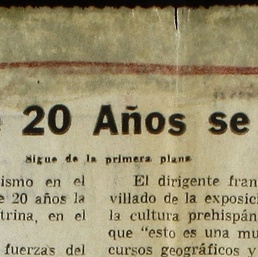 e 20 Años se
Sigue de la primera plana
ismo en el
e 20 años la
trina, en el
fuerzas del
El dirigente fran
villado de la exposici
la cultura prehispán
que "esto es una mu
cursos geográficos y